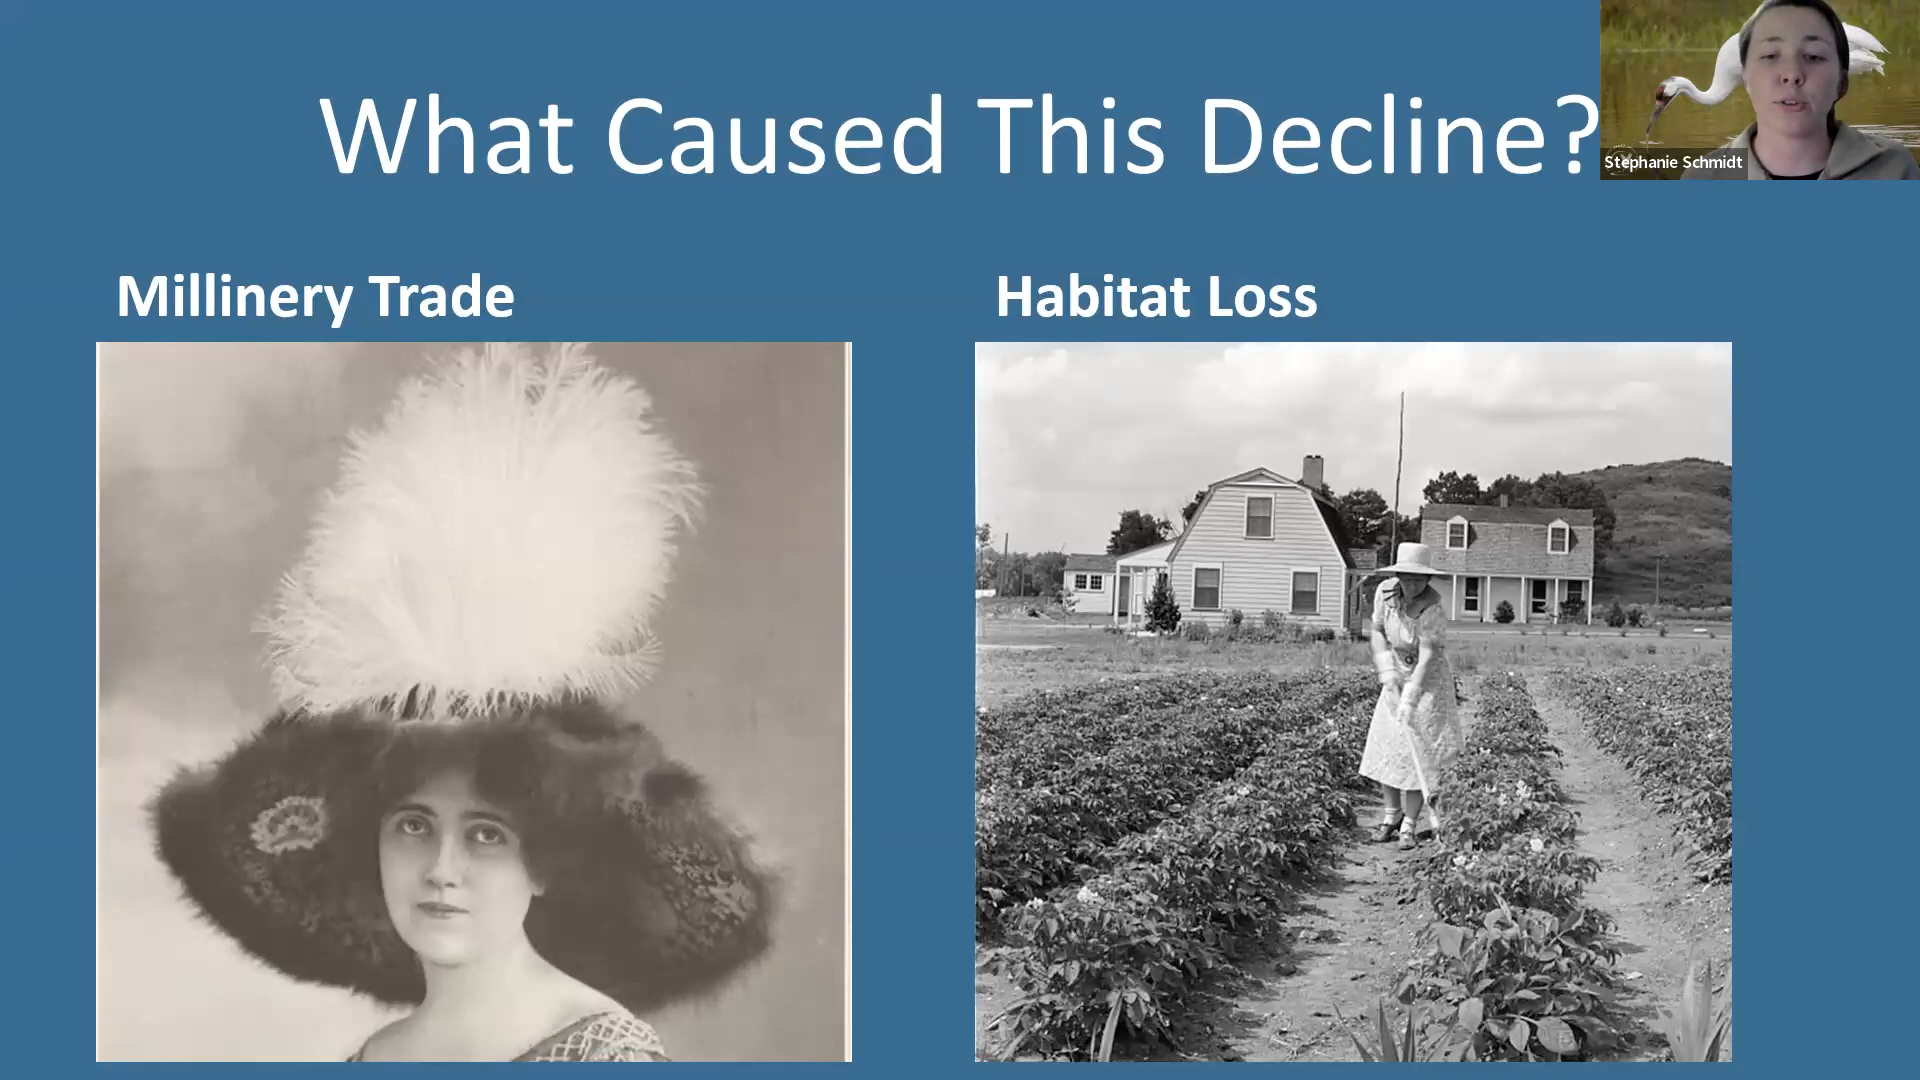 What Caused This Decline?
Stephanie Schmidt
Millinery Trade
Habitat Loss